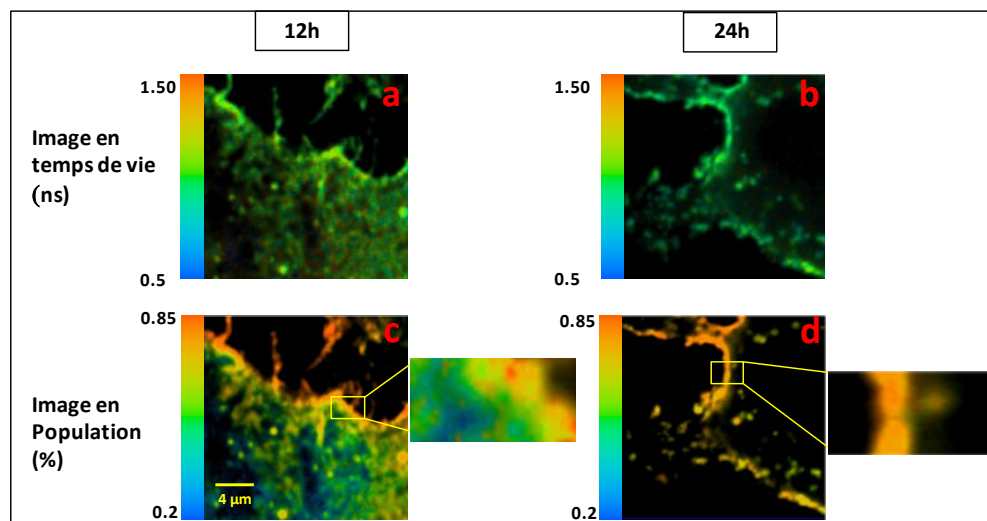 12h
24h
1.50
a
1.50
b
Image en
temps de vie
(ns)
0.5
0.5
0.85
c
0.85
d
Image en
Population
(%)
4 µm
0.2
0.2